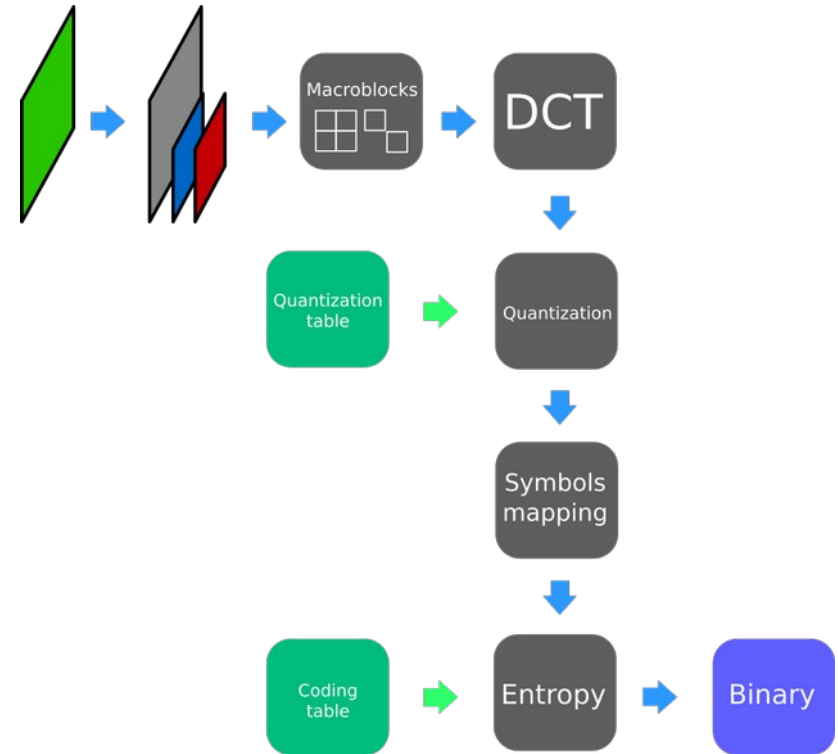 Macroblocks
DCT
Quantization
table
Quantization
Symbols
mapping
Coding
table
Entropy
Binary